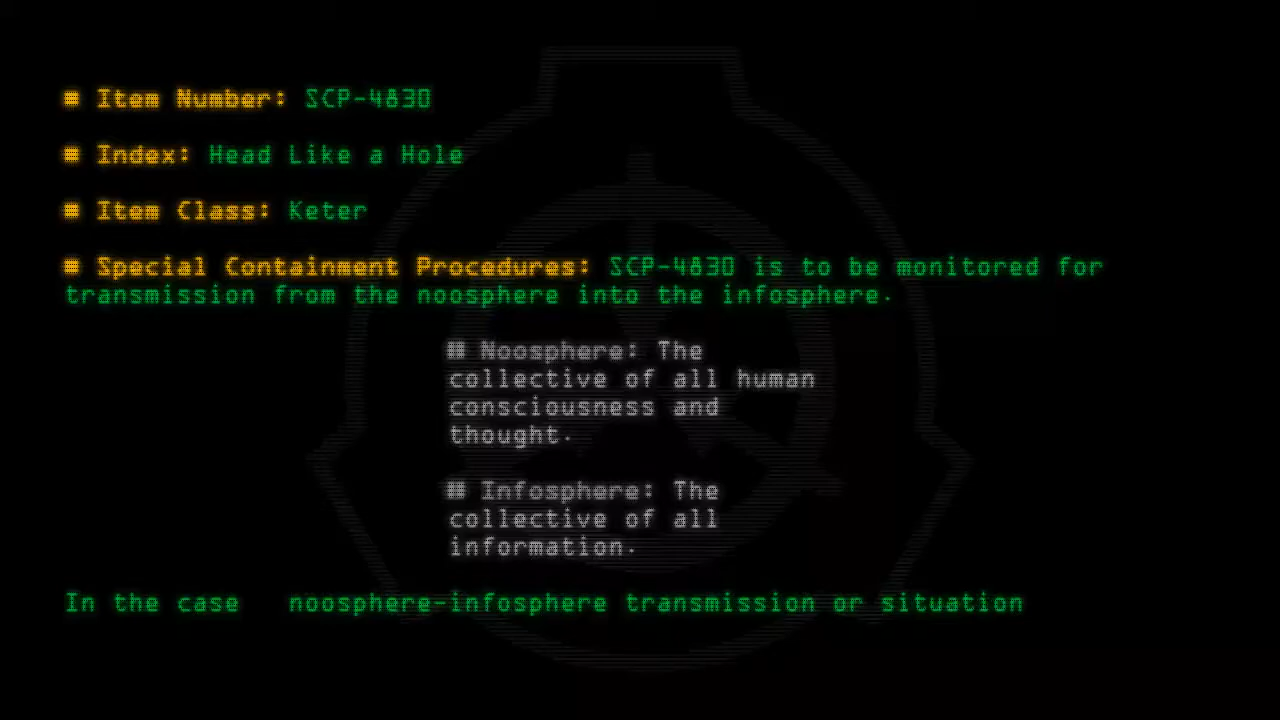 ■ Item Number: SCP-4830
■ Index: Head Like a Hole
■ Item Class: Keter
■ Special Containment Procedures: SCP-4830 is to be monitored for
transmission from the noosphere into the infosphere.
■ Noosphere: The
collective of all human
consciousness and
thought.
■ Infosphere: The
collective of all
information.
In the case noosphere-infosphere transmission or situation